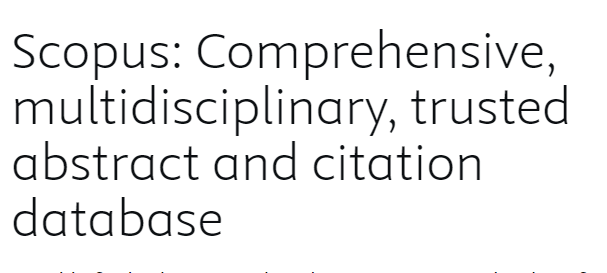 Scopus: Comprehensive,
multidisciplinary, trusted
abstract and citation
database